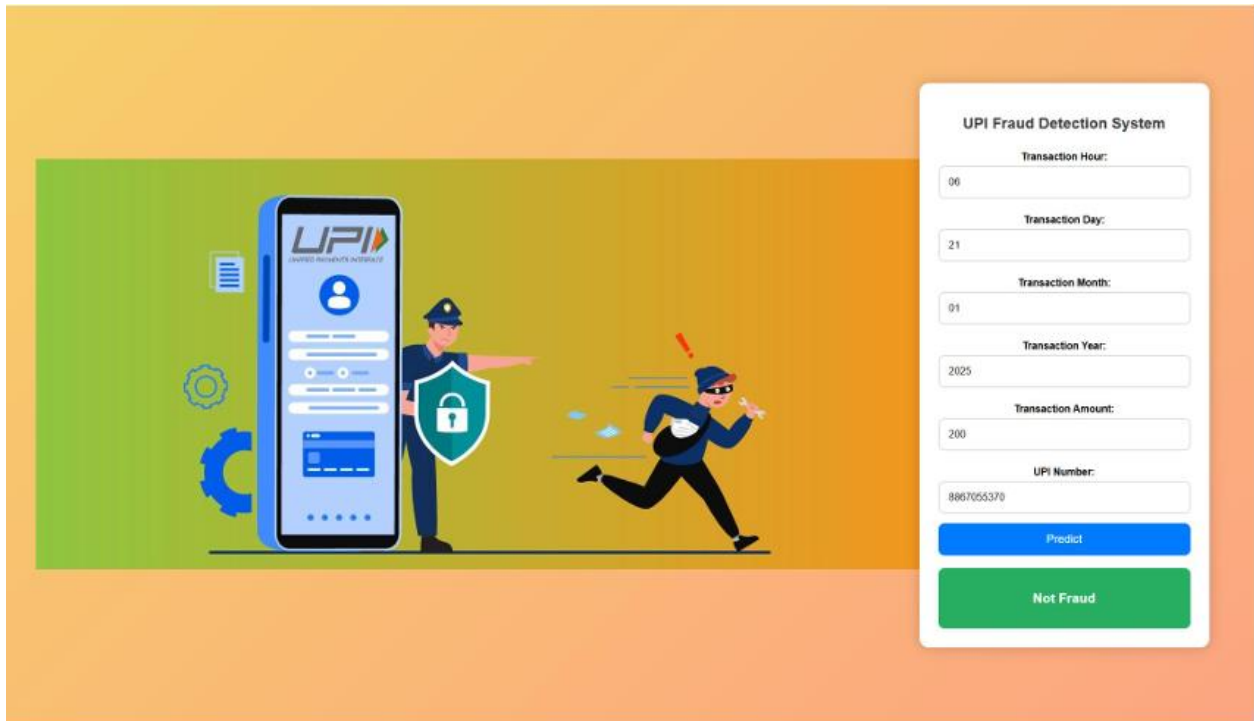 UPI
UNIFIED PAYMENTS INTERFACE
UPI Fraud Detection System
Transaction Hour:
06
Transaction Day:
21
Transaction Month:
01
Transaction Year:
2025
Transaction Amount:
200
UPI Number:
8867055370
Predict
Not Fraud